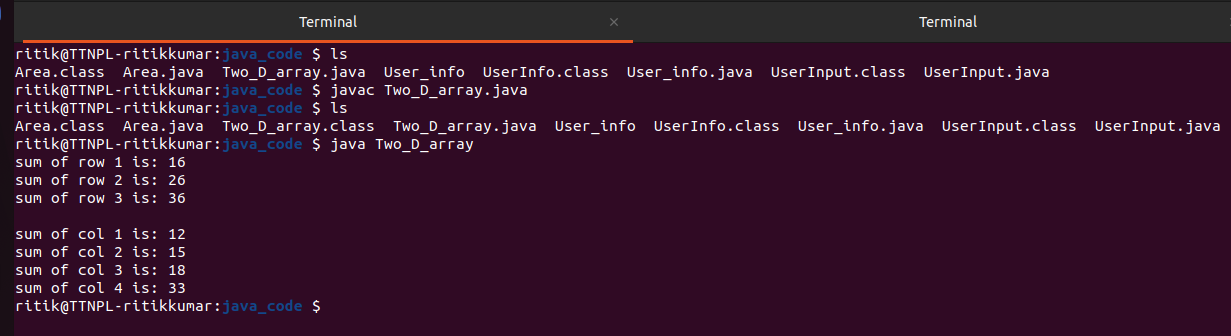 Terminal × Terminal
ritik@TTNPL-ritikkumar:java_code $ ls
Area.class Area.java Two_D_array.java User_info UserInfo.class User_info.java UserInput.class UserInput.java
ritik@TTNPL-ritikkumar:java_code $ javac Two_D_array.java
ritik@TTNPL-ritikkumar:java_code $ ls
Area.class Area.java Two_D_array.class Two_D_array.java User_info UserInfo.class User_info.java UserInput.class UserInput.java
ritik@TTNPL-ritikkumar:java_code $ java Two_D_array
sum of row 1 is: 16
sum of row 2 is: 26
sum of row 3 is: 36

sum of col 1 is: 12
sum of col 2 is: 15
sum of col 3 is: 18
sum of col 4 is: 33
ritik@TTNPL-ritikkumar:java_code $